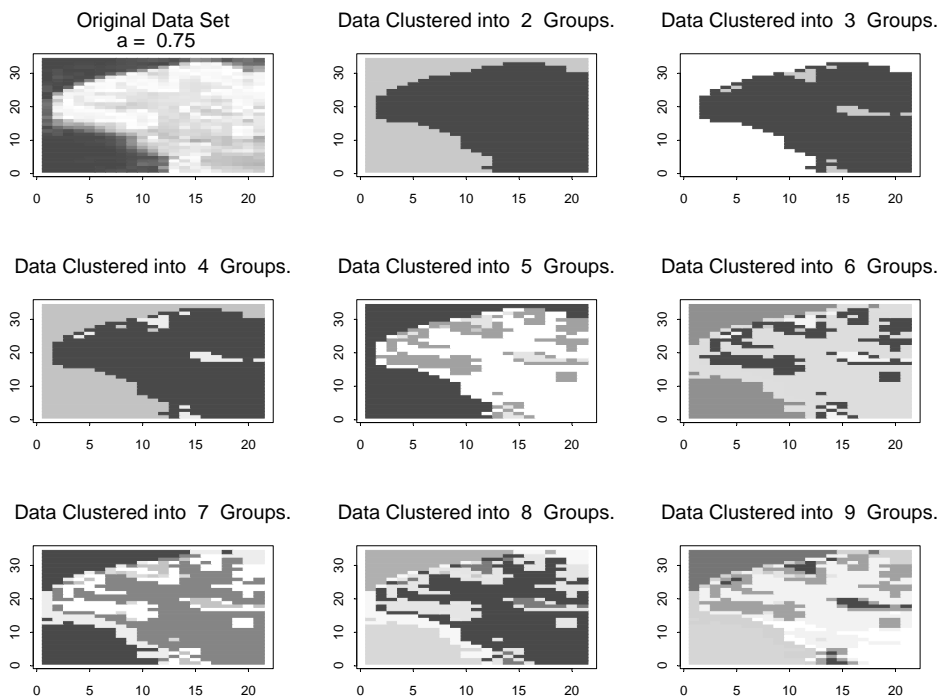 Original Data Set
a = 0.75
Data Clustered into 2 Groups.
Data Clustered into 3 Groups.
0 10 20 30
0 5 10 15 20
0 10 20 30
0 5 10 15 20
0 10 20 30
0 5 10 15 20
Data Clustered into 4 Groups.
Data Clustered into 5 Groups.
Data Clustered into 6 Groups.
0 10 20 30
0 5 10 15 20
0 10 20 30
0 5 10 15 20
0 10 20 30
0 5 10 15 20
Data Clustered into 7 Groups.
Data Clustered into 8 Groups.
Data Clustered into 9 Groups.
0 10 20 30
0 5 10 15 20
0 10 20 30
0 5 10 15 20
0 10 20 30
0 5 10 15 20